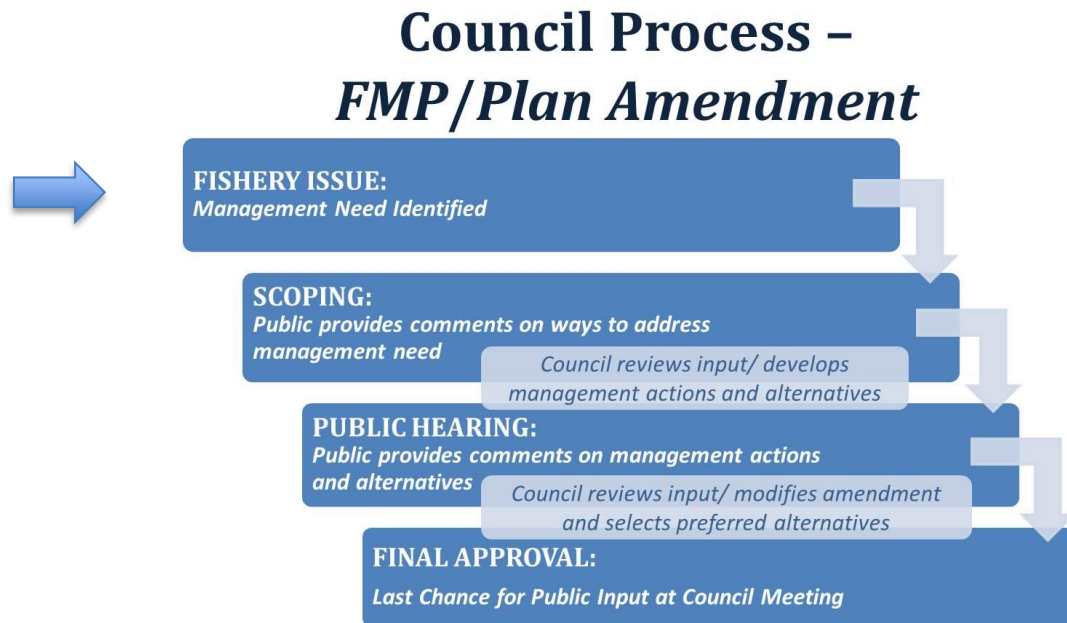 Council Process –
FMP/Plan Amendment
FISHERY ISSUE:
Management Need Identified
SCOPING:
Public provides comments on ways to address
management need
Council reviews input/ develops
management actions and alternatives
PUBLIC HEARING:
Public provides comments on management actions
and alternatives
Council reviews input/ modifies amendment
and selects preferred alternatives
FINAL APPROVAL:
Last Chance for Public Input at Council Meeting